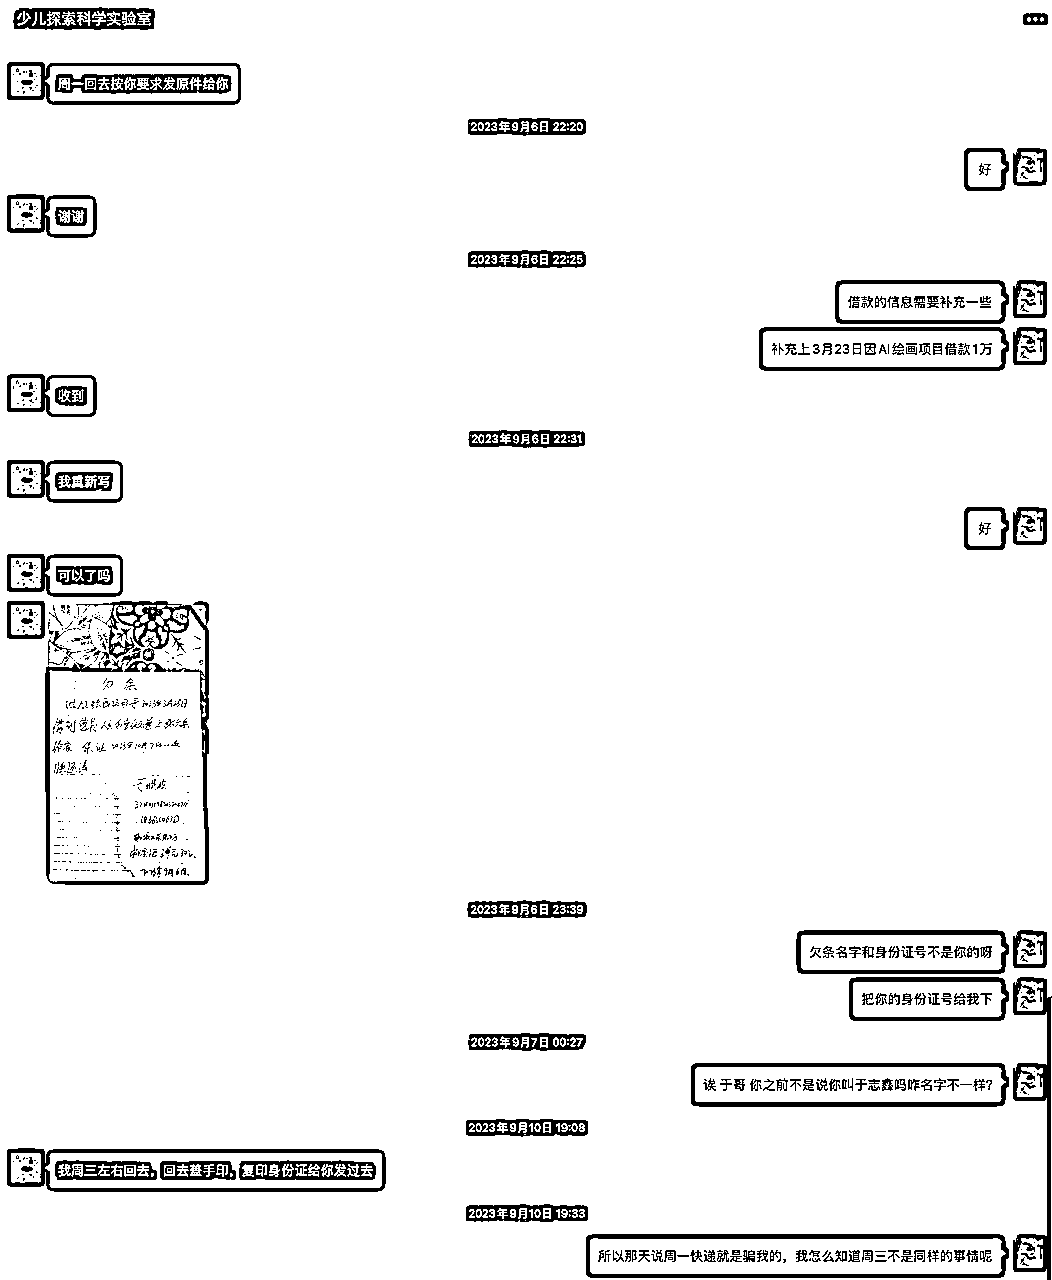 少儿探索科学实验室
周一回去按你要求发原件给你
2023年9月6日 22:20
好
谢谢
2023年9月6日 22:25
借款的信息需要补充一些
补充上3月23日因AI绘画项目借款1万
收到
2023年9月6日 22:31
我重新写
好
可以了吗
欠条
2023年9月6日 23:39
欠条名字和身份证号不是你的呀
把你的身份证号给我下
2023年9月7日 00:27
诶 于哥 你之前不是说你叫于志鑫吗咋名字不一样?
2023年9月10日 19:08
我周三左右回去，回去盖手印，复印身份证给你发过去
2023年9月10日 19:33
所以那天说周一快递就是骗我的，我怎么知道周三不是同样的事情呢